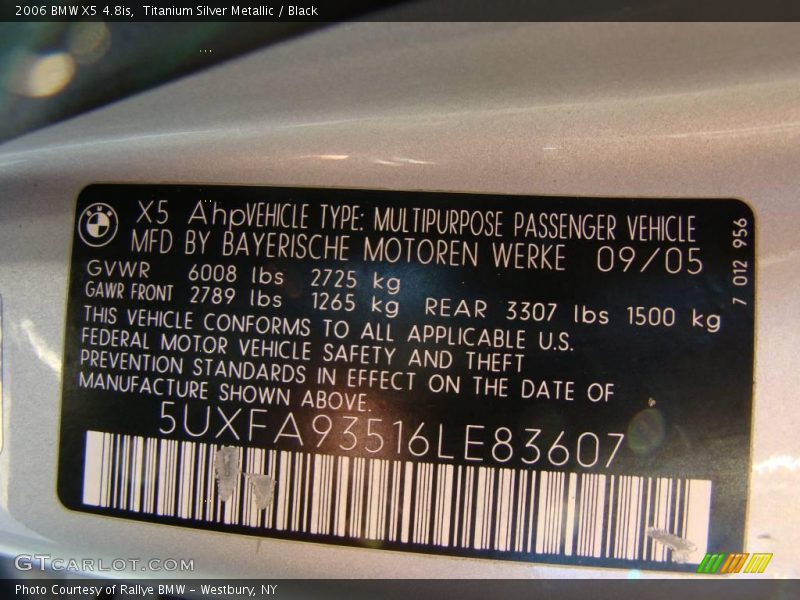 2006 BMW X5 4.8is,  Titanium Silver Metallic / Black
X5 Ahp VEHICLE TYPE: MULTIPURPOSE PASSENGER VEHICLE
MFD BY BAYERISCHE MOTOREN WERKE 09/05
GVWR 6008 lbs 2725 kg
GAWR FRONT 2789 lbs 1265 kg REAR 3307 lbs 1500 kg
THIS VEHICLE CONFORMS TO ALL APPLICABLE U.S.
FEDERAL MOTOR VEHICLE SAFETY AND THEFT
PREVENTION STANDARDS IN EFFECT ON THE DATE OF
MANUFACTURE SHOWN ABOVE.
5UXFA93516LE83607
7 012 956
GTCARLOT.COM
Photo Courtesy of Rallye BMW - Westbury, NY